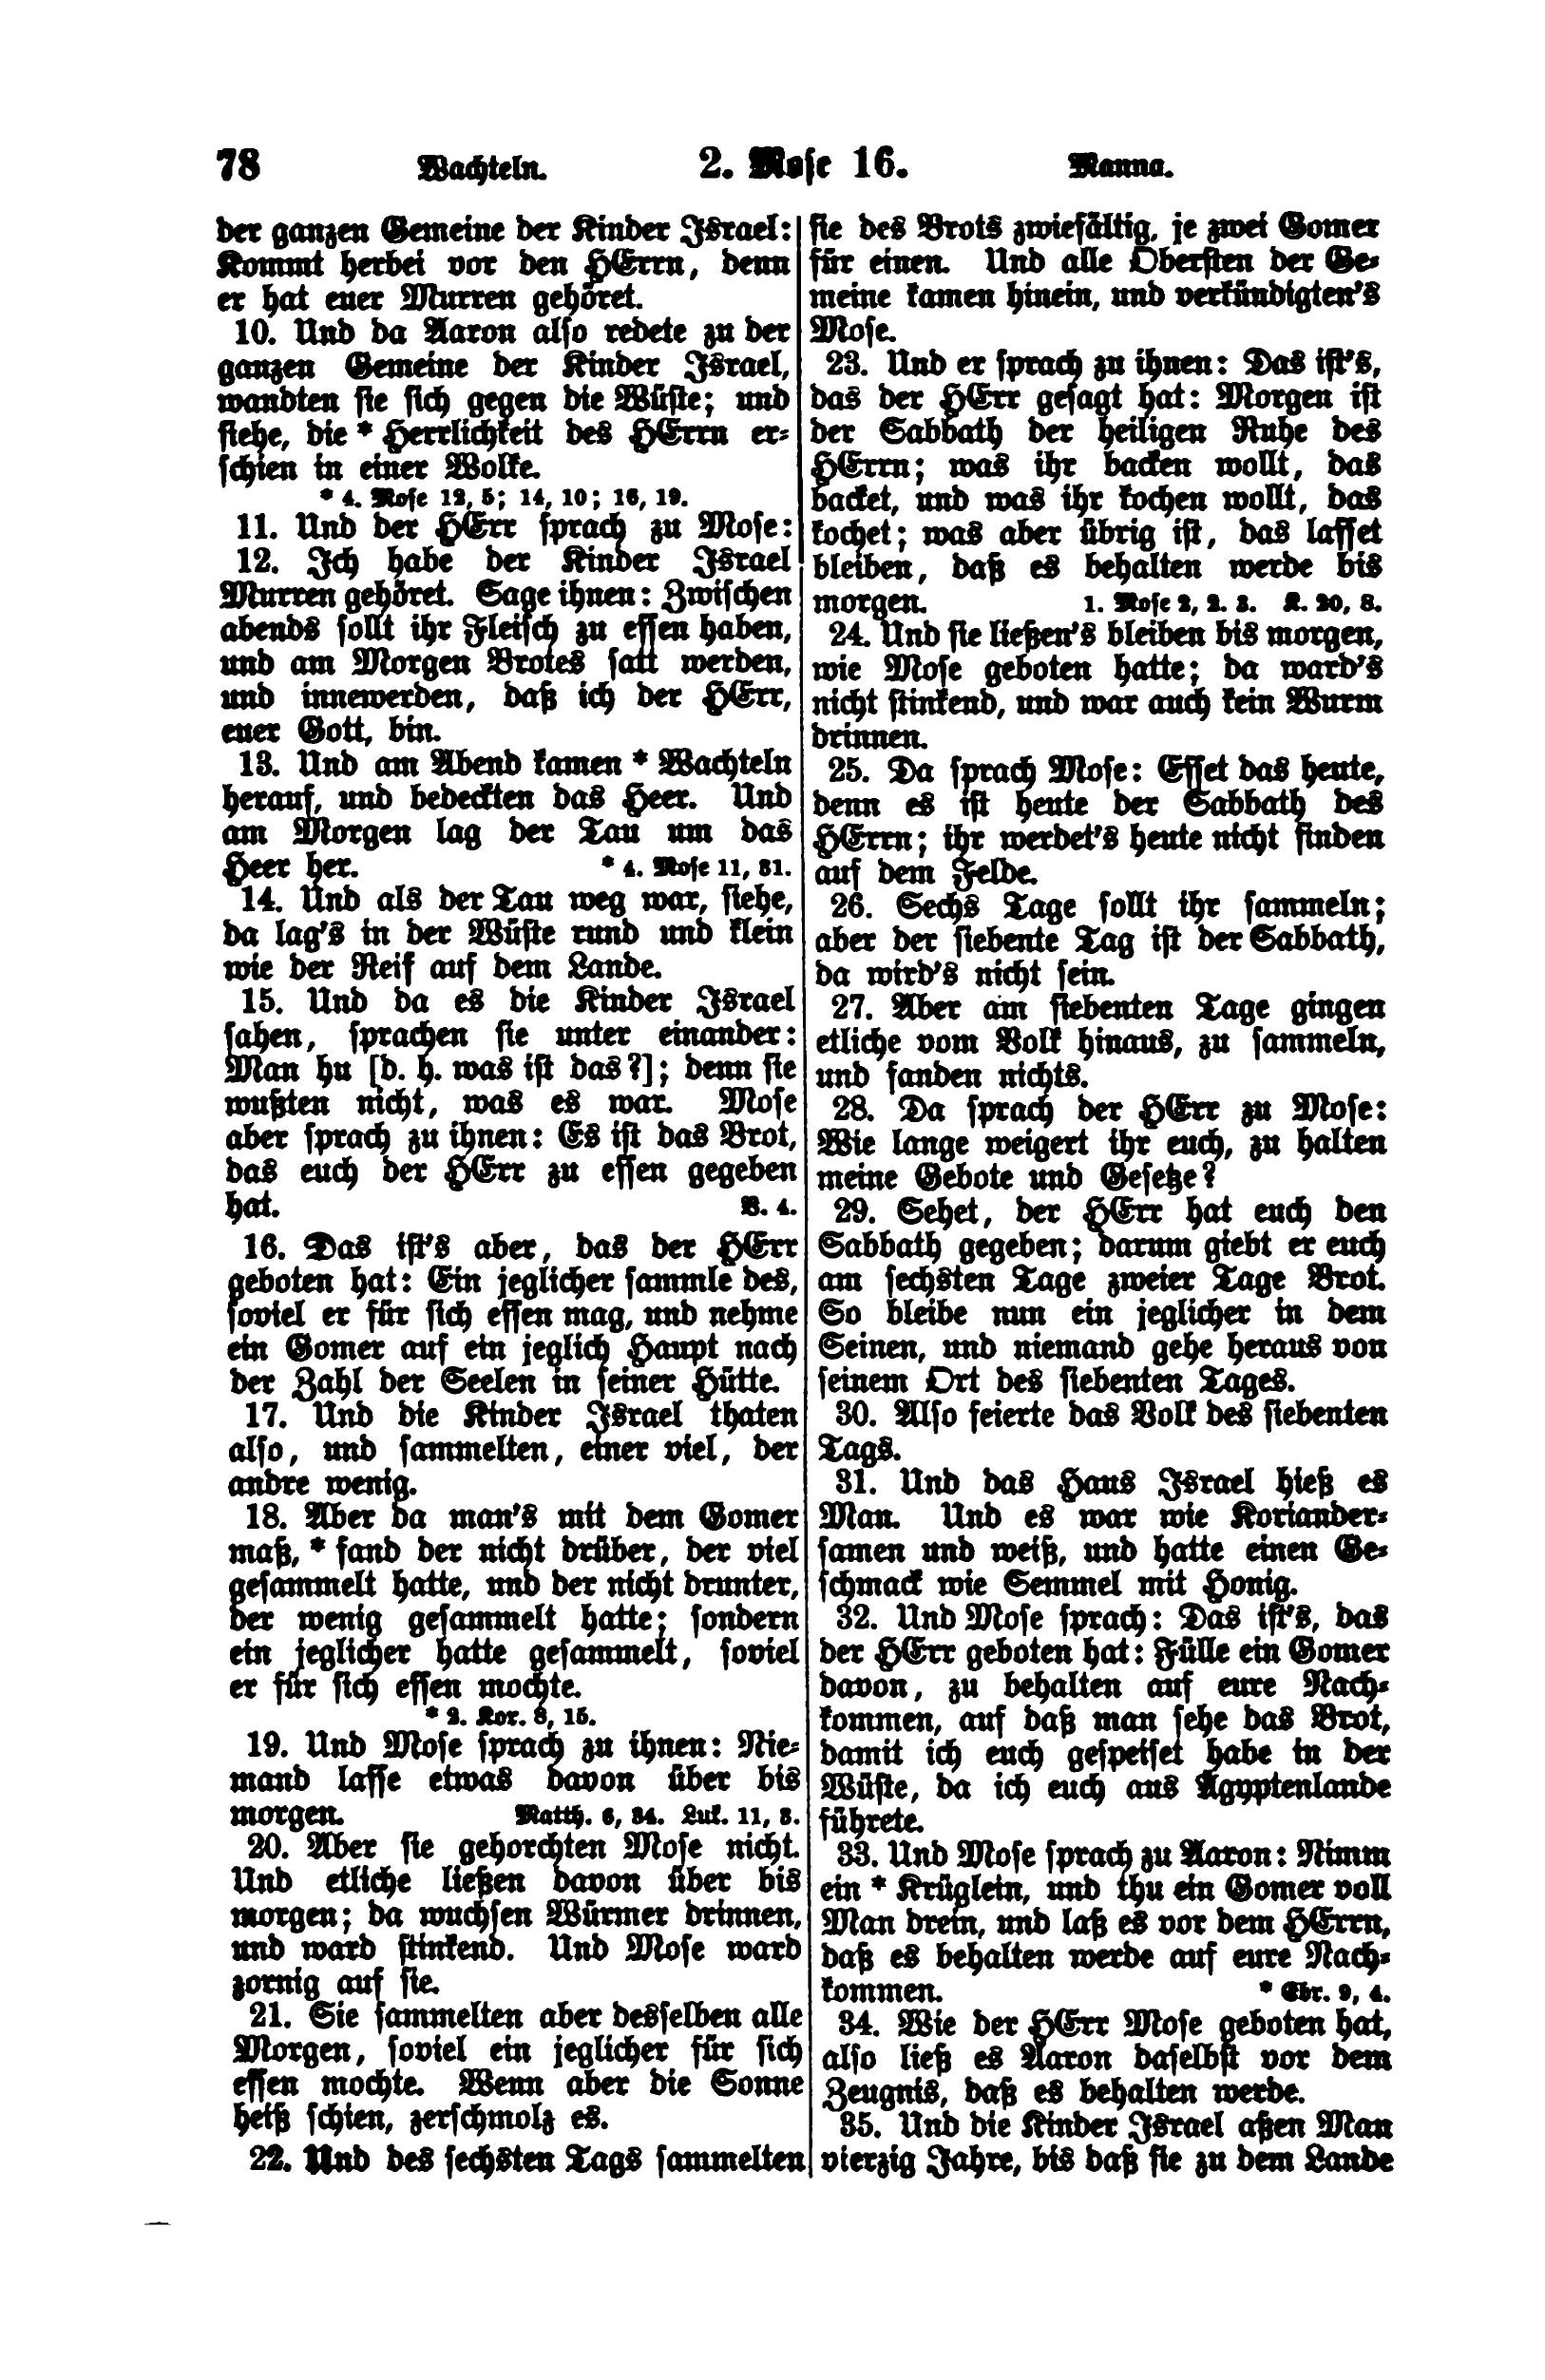 78 Wachteln. 2. Mose 16. Manna.
der ganzen Gemeine der Kinder Israel:
Kommt herbei vor den HErrn, denn
er hat euer Murren gehöret.
10. Und da Aaron also redete zu der
ganzen Gemeine der Kinder Israel,
wandten sie sich gegen die Wüste; und
siehe, die * Herrlichkeit des HErrn er-
schien in einer Wolke.
* 4. Mose 12, 5; 14, 10; 16, 19.
11. Und der HErr sprach zu Mose:
12. Ich habe der Kinder Israel
Murren gehöret. Sage ihnen: Zwischen
abends sollt ihr Fleisch zu essen haben,
und am Morgen Brotes satt werden,
und innewerden, daß ich der HErr,
euer Gott, bin.
13. Und am Abend kamen * Wachteln
herauf, und bedeckten das Heer. Und
am Morgen lag der Tau um das
Heer her. * 4. Mose 11, 31.
14. Und als der Tau weg war, siehe,
da lag's in der Wüste rund und klein
wie der Reif auf dem Lande.
15. Und da es die Kinder Israel
sahen, sprachen sie unter einander:
Man hu [d. h. was ist das?]; denn sie
wußten nicht, was es war. Mose
aber sprach zu ihnen: Es ist das Brot,
das euch der HErr zu essen gegeben
hat. V. 4.
16. Das ist's aber, das der HErr
geboten hat: Ein jeglicher sammle des,
soviel er für sich essen mag, und nehme
ein Gomer auf ein jeglich Haupt nach
der Zahl der Seelen in seiner Hütte.
17. Und die Kinder Israel thaten
also, und sammelten, einer viel, der
andre wenig.
18. Aber da man's mit dem Gomer
maß, * fand der nicht drüber, der viel
gesammelt hatte, und der nicht drunter,
der wenig gesammelt hatte; sondern
ein jeglicher hatte gesammelt, soviel
er für sich essen mochte.
* 2. Kor. 8, 15.
19. Und Mose sprach zu ihnen: Nie-
mand lasse etwas davon über bis
morgen. Matth. 6, 34. Luk. 11, 3.
20. Aber sie gehorchten Mose nicht.
Und etliche ließen davon über bis
morgen; da wuchsen Würmer drinnen,
und ward stinkend. Und Mose ward
zornig auf sie.
21. Sie sammelten aber desselben alle
Morgen, soviel ein jeglicher für sich
essen mochte. Wenn aber die Sonne
heiß schien, zerschmolz es.
22. Und des sechsten Tags sammelten
sie des Brots zwiefältig, je zwei Gomer
für einen. Und alle Obersten der Ge-
meine kamen hinein, und verkündigten's
Mose.
23. Und er sprach zu ihnen: Das ist's,
das der HErr gesagt hat: Morgen ist
der Sabbath der heiligen Ruhe des
HErrn; was ihr backen wollt, das
backet, und was ihr kochen wollt, das
kochet; was aber übrig ist, das lasset
bleiben, daß es behalten werde bis
morgen. 1. Mose 2, 2. 3. K. 20, 8.
24. Und sie ließen's bleiben bis morgen,
wie Mose geboten hatte; da ward's
nicht stinkend, und war auch kein Wurm
drinnen.
25. Da sprach Mose: Esset das heute,
denn es ist heute der Sabbath des
HErrn; ihr werdet's heute nicht finden
auf dem Felde.
26. Sechs Tage sollt ihr sammeln;
aber der siebente Tag ist der Sabbath,
da wird's nicht sein.
27. Aber am siebenten Tage gingen
etliche vom Volk hinaus, zu sammeln,
und fanden nichts.
28. Da sprach der HErr zu Mose:
Wie lange weigert ihr euch, zu halten
meine Gebote und Gesetze?
29. Sehet, der HErr hat euch den
Sabbath gegeben; darum giebt er euch
am sechsten Tage zweier Tage Brot.
So bleibe nun ein jeglicher in dem
Seinen, und niemand gehe heraus von
seinem Ort des siebenten Tages.
30. Also feierte das Volk des siebenten
Tags.
31. Und das Haus Israel hieß es
Man. Und es war wie Koriander-
samen und weiß, und hatte einen Ge-
schmack wie Semmel mit Honig.
32. Und Mose sprach: Das ist's, das
der HErr geboten hat: Fülle ein Gomer
davon, zu behalten auf eure Nach-
kommen, auf daß man sehe das Brot,
damit ich euch gespeiset habe in der
Wüste, da ich euch aus Ägyptenlande
führete.
33. Und Mose sprach zu Aaron: Nimm
ein * Krüglein, und thu ein Gomer voll
Man drein, und laß es vor dem HErrn,
daß es behalten werde auf eure Nach-
kommen. * Ebr. 9, 4.
34. Wie der HErr Mose geboten hat,
also ließ es Aaron daselbst vor dem
Zeugnis, daß es behalten werde.
35. Und die Kinder Israel aßen Man
vierzig Jahre, bis daß sie zu dem Lande